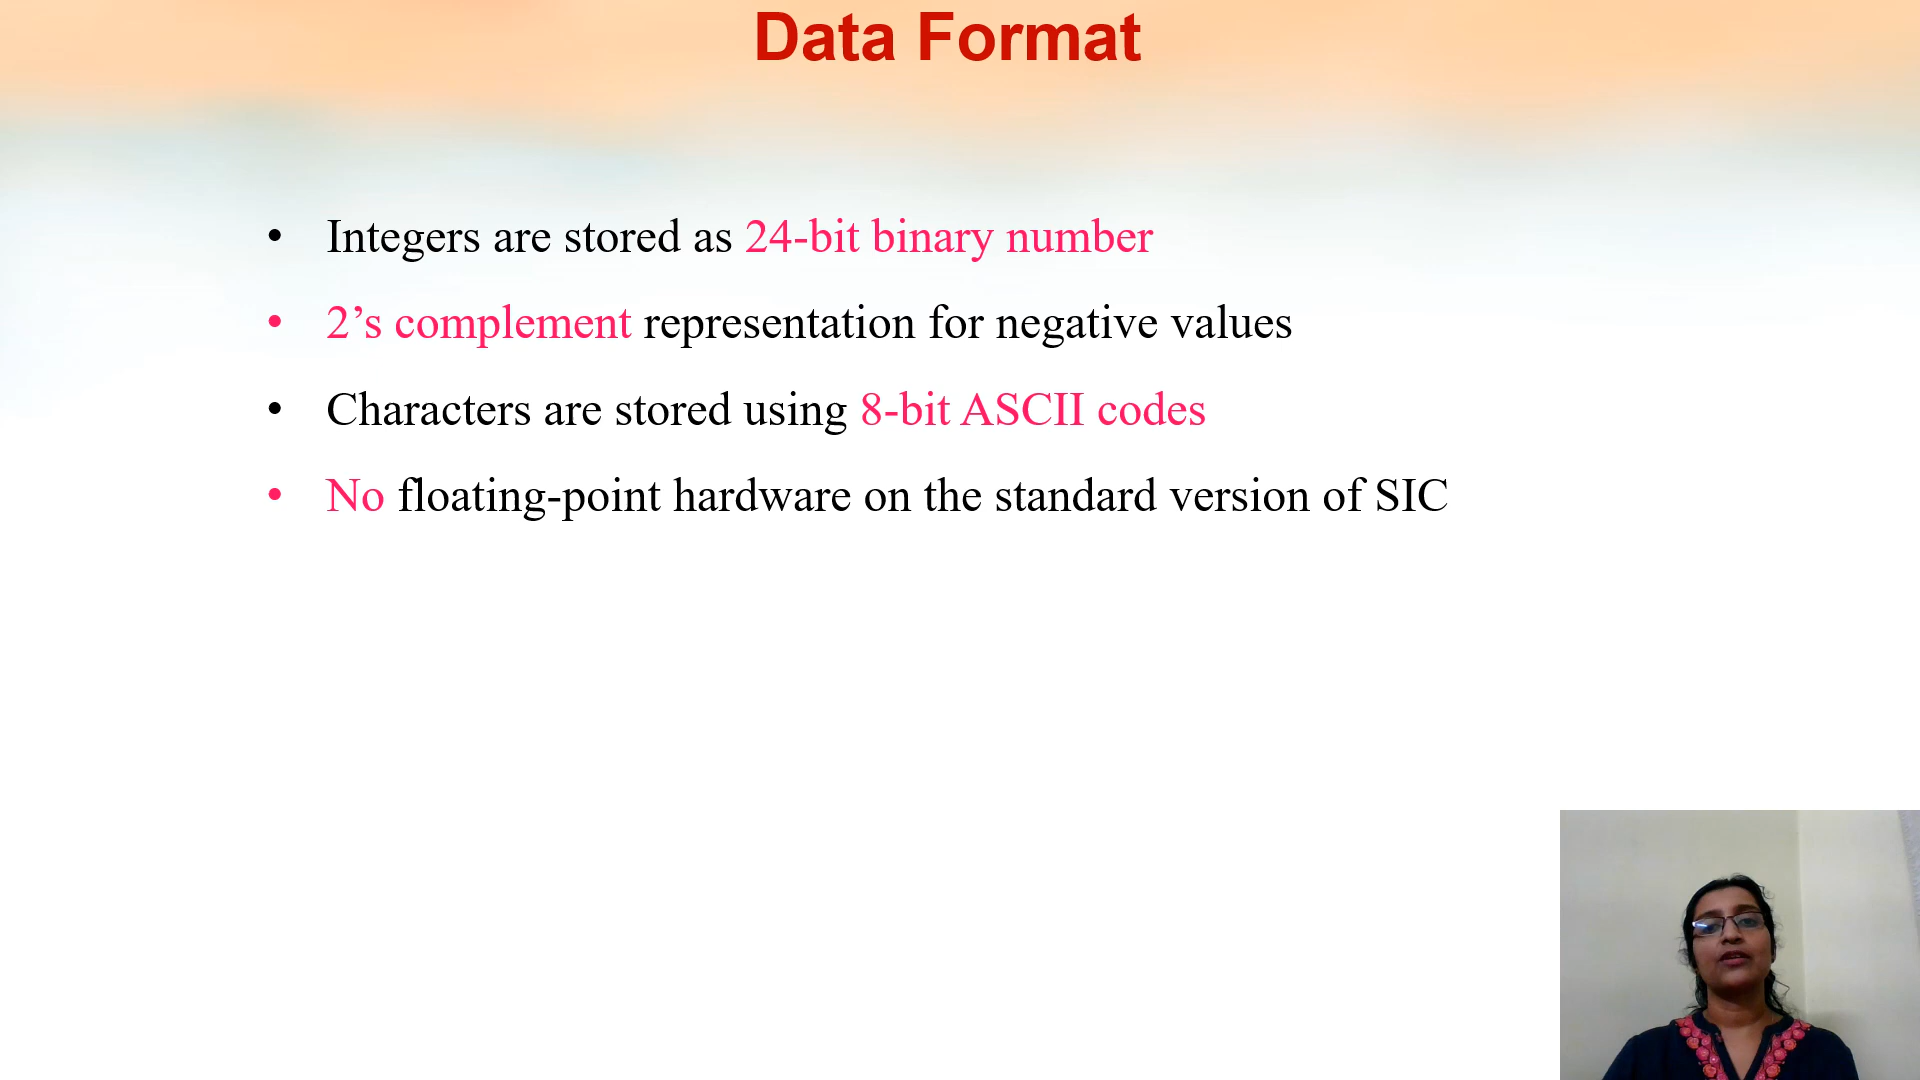 Data Format
• Integers are stored as 24-bit binary number
• 2’s complement representation for negative values
• Characters are stored using 8-bit ASCII codes
• No floating-point hardware on the standard version of SIC